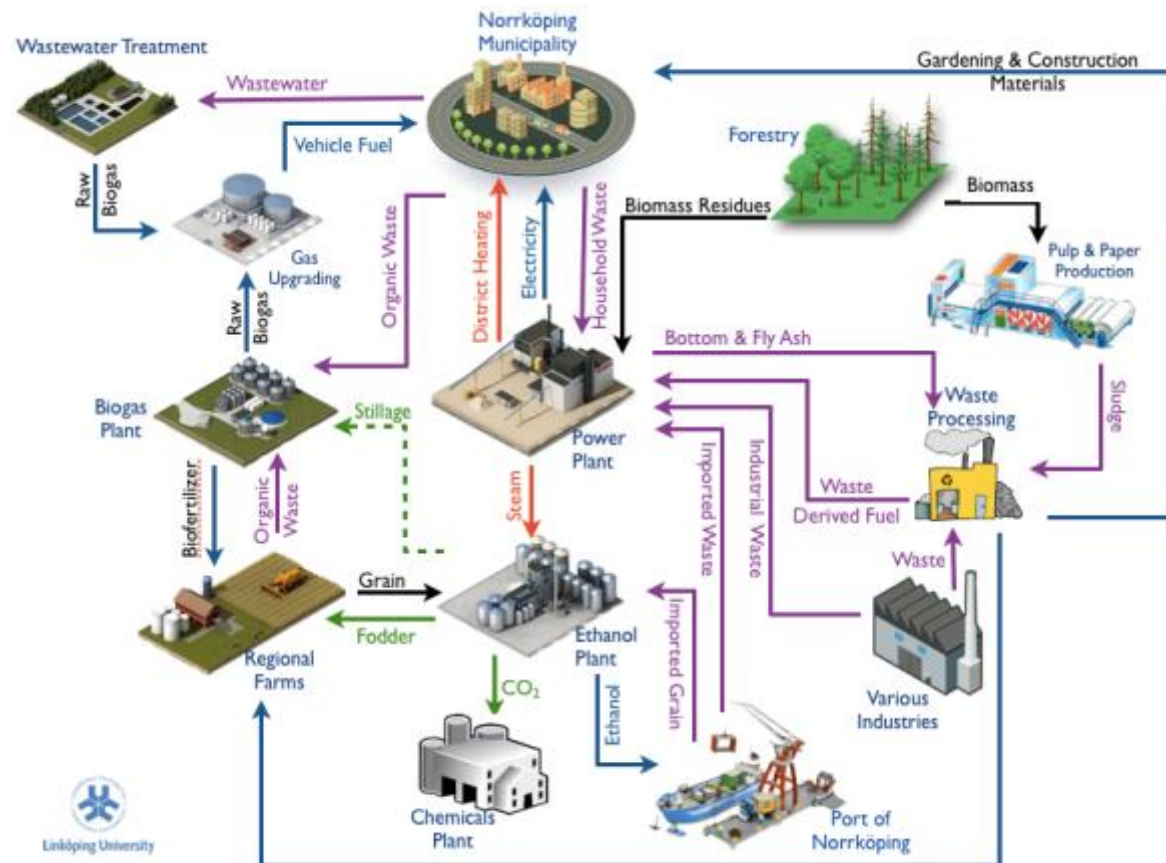 Norrköping
Municipality
Wastewater Treatment
Wastewater
Gardening & Construction
Materials
Forestry
Vehicle Fuel
Raw
Biogas
Biomass
Biomass Residues
Gas
Upgrading
Organic Waste
District Heating
Electricity
Household Waste
Pulp & Paper
Production
Raw
Biogas
Bottom & Fly Ash
Waste
Processing
Sludge
Biogas
Plant
Stillage
Power
Plant
Imported Waste
Industrial Waste
Waste
Derived Fuel
Biofertilizer
Organic
Waste
Steam
Waste
Grain
Fodder
Ethanol
Plant
Imported Grain
Regional
Farms
CO2
Ethanol
Various
Industries
Chemicals
Plant
Port of
Norrköping
Linköping University